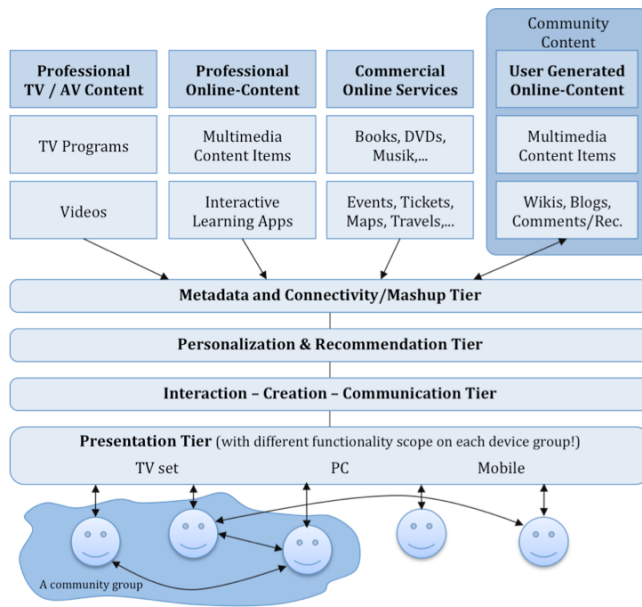 Community
Content
Professional
TV / AV Content
Professional
Online-Content
Commercial
Online Services
User Generated
Online-Content
TV Programs
Multimedia
Content Items
Books, DVDs,
Musik,...
Multimedia
Content Items
Videos
Interactive
Learning Apps
Events, Tickets,
Maps, Travels,...
Wikis, Blogs,
Comments/Rec.
Metadata and Connectivity/Mashup Tier
Personalization & Recommendation Tier
Interaction – Creation – Communication Tier
Presentation Tier (with different functionality scope on each device group!)
TV set PC Mobile
A community group